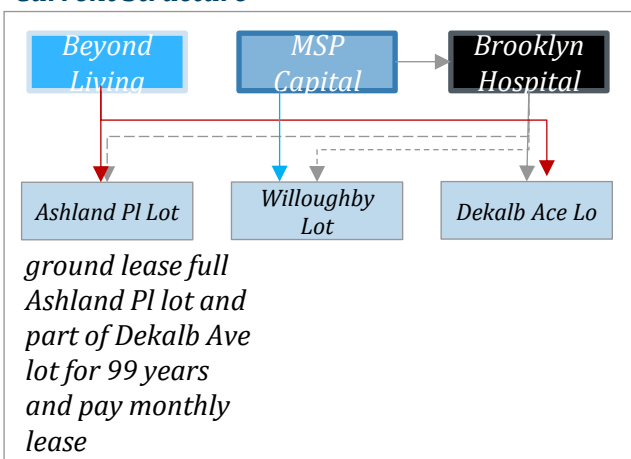 Current Structure
Beyond
Living
MSP
Capital
Brooklyn
Hospital
Ashland Pl Lot
Willoughby
Lot
Dekalb Ace Lo
ground lease full
Ashland Pl lot and
part of Dekalb Ave
lot for 99 years
and pay monthly
lease